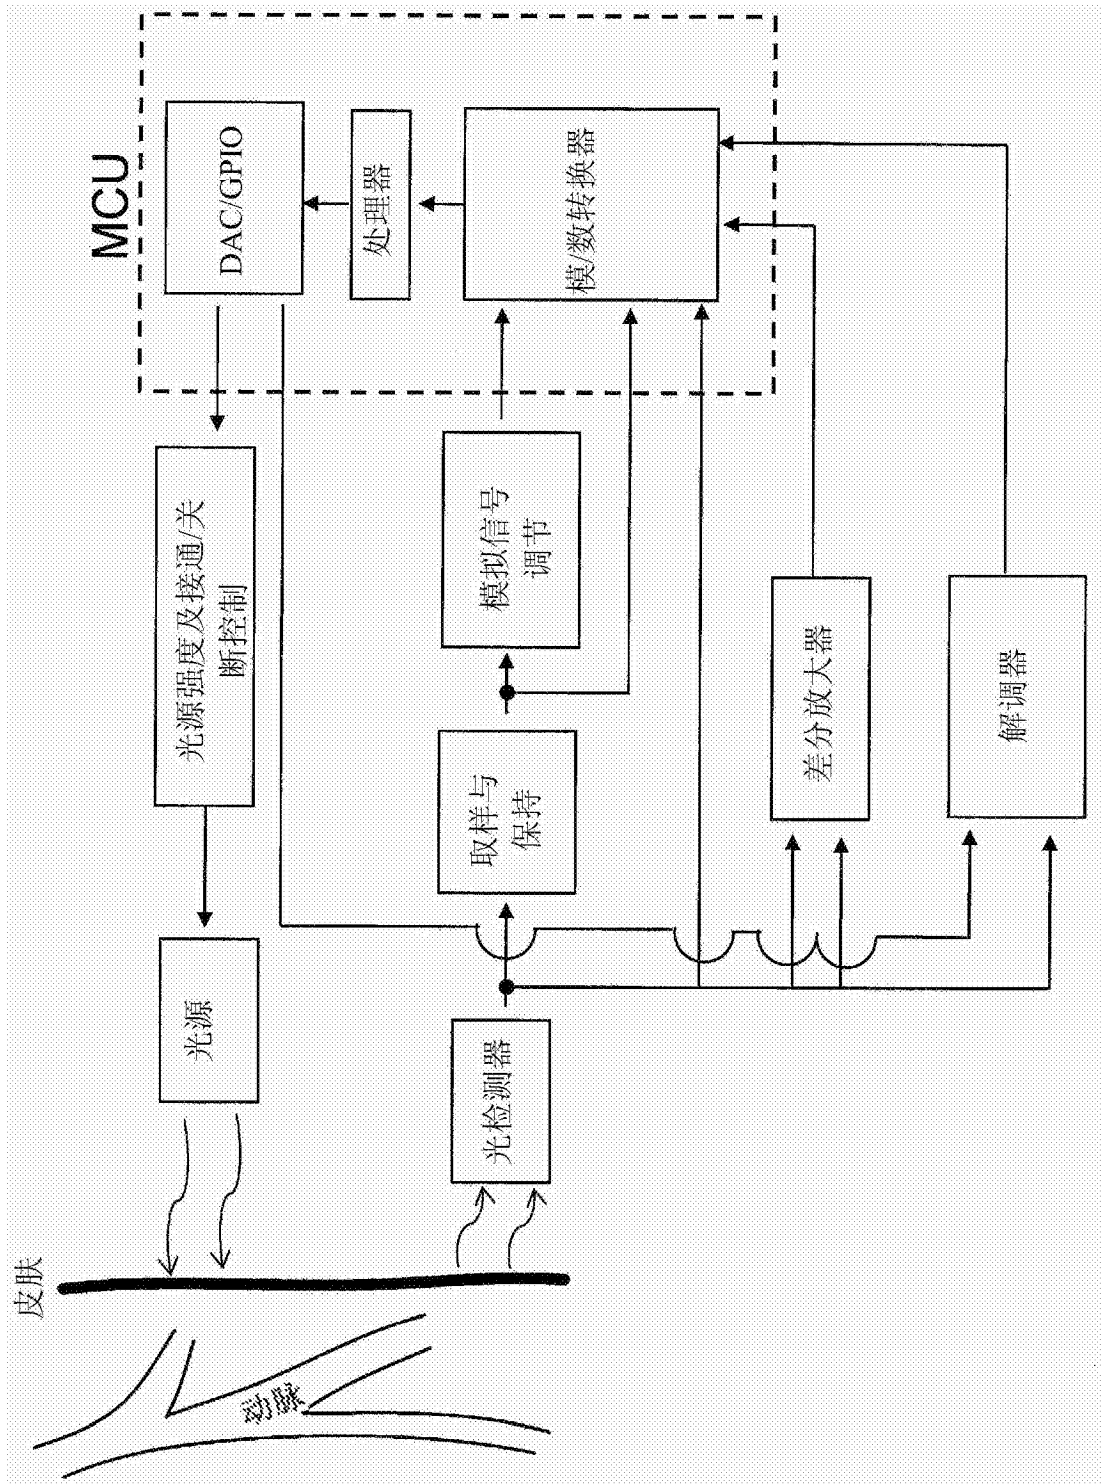 MCU
DAC/GPIO
处理器
模/数转换器
光源强度及接通/关
断控制
模拟信号
调节
取样与
保持
差分放大器
解调器
光源
光检测器
皮肤
动脉